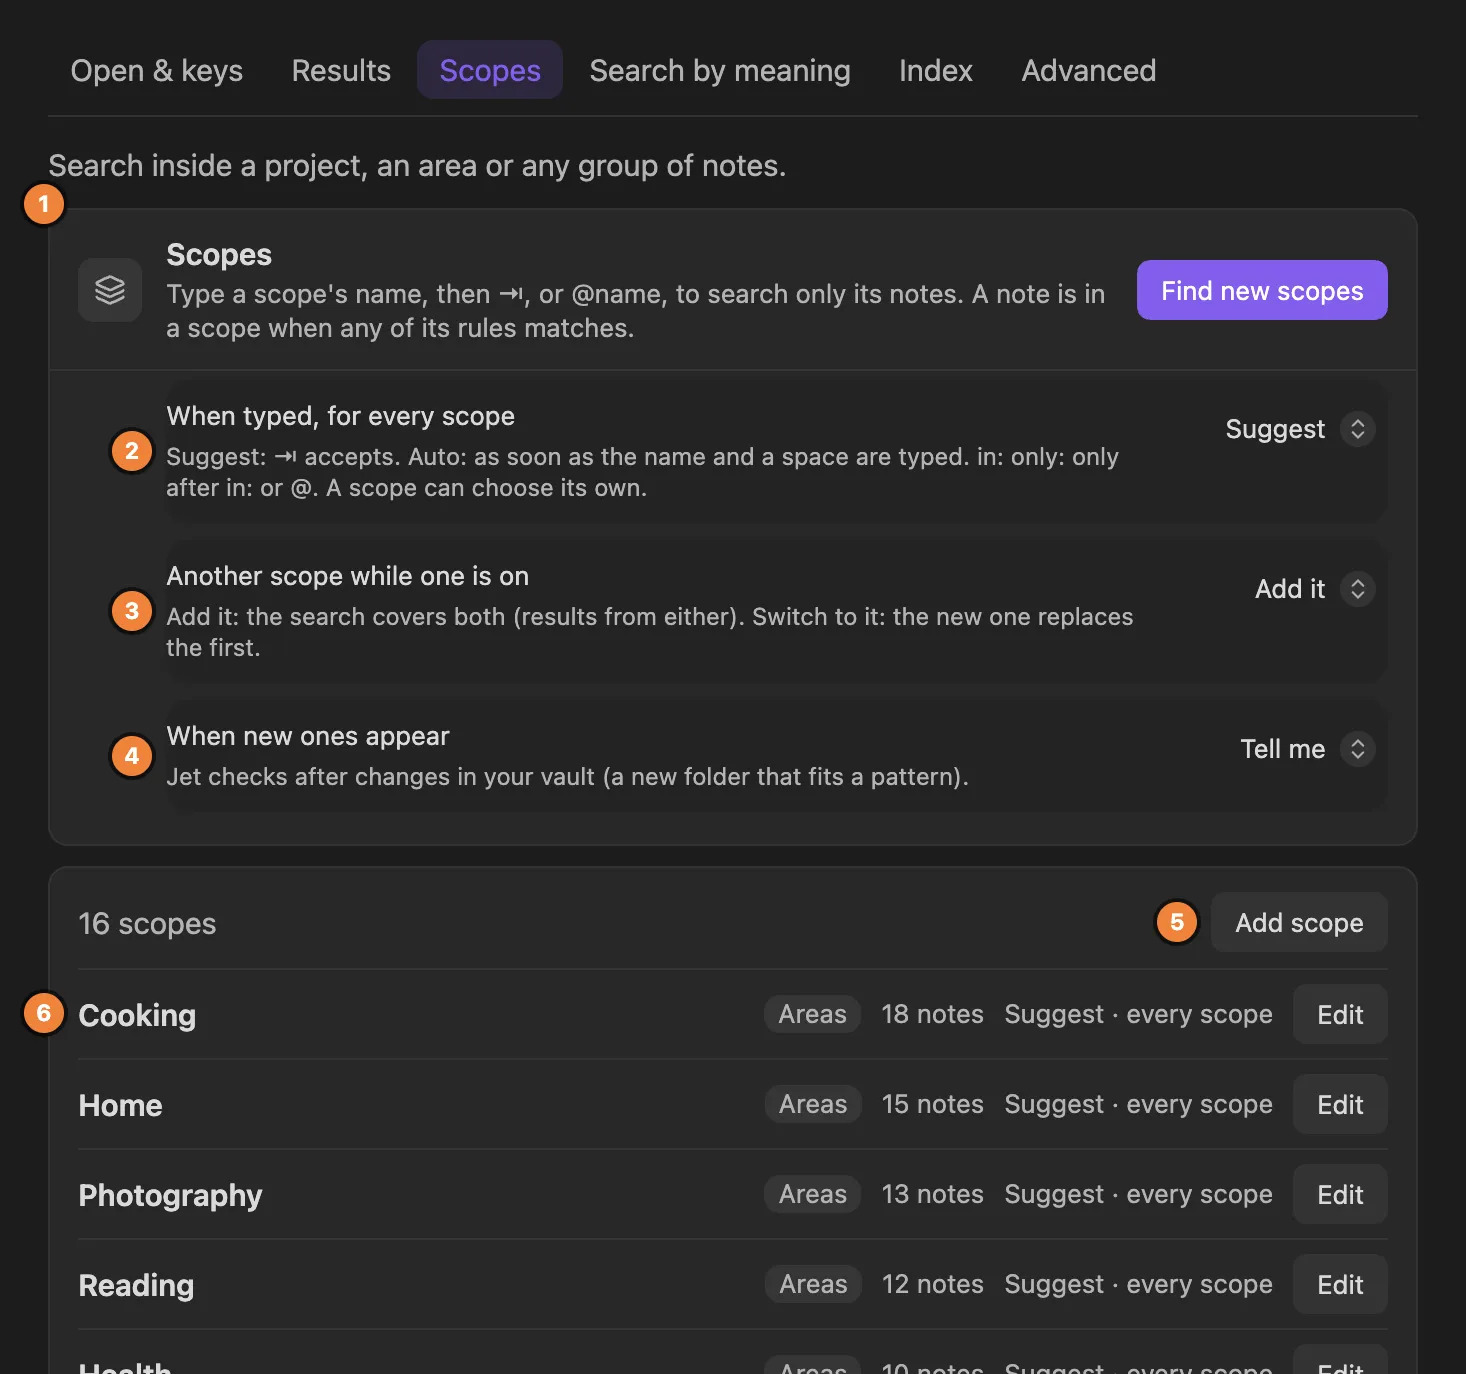 Open & keys Results Scopes Search by meaning Index Advanced
Search inside a project, an area or any group of notes.
1
Scopes
Type a scope's name, then ⇥, or @name, to search only its notes. A note is in
a scope when any of its rules matches.
Find new scopes
2
When typed, for every scope
Suggest: ⇥ accepts. Auto: as soon as the name and a space are typed. in: only: only
after in: or @. A scope can choose its own.
Suggest
3
Another scope while one is on
Add it: the search covers both (results from either). Switch to it: the new one replaces
the first.
Add it
4
When new ones appear
Jet checks after changes in your vault (a new folder that fits a pattern).
Tell me
16 scopes
5 Add scope
6 Cooking Areas 18 notes Suggest · every scope Edit
Home Areas 15 notes Suggest · every scope Edit
Photography Areas 13 notes Suggest · every scope Edit
Reading Areas 12 notes Suggest · every scope Edit
Health Areas 10 notes Suggest · every scope Edit